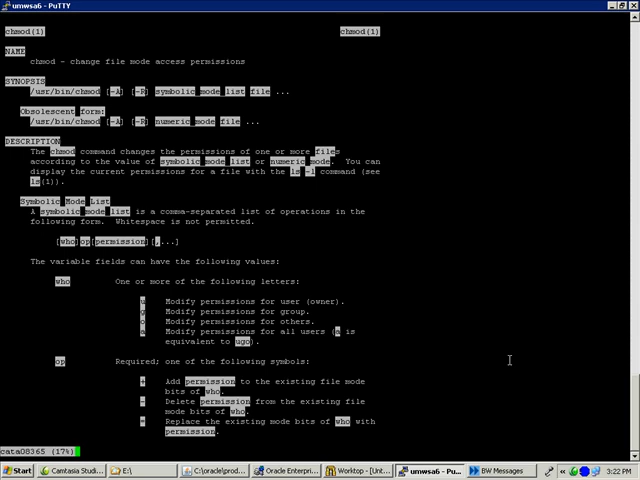 umwsa6 - PuTTY
chmod(1) chmod(1)
NAME
chmod - change file mode access permissions
SYNOPSIS
/usr/bin/chmod [-A] [-R] symbolic_mode_list file ...
Obsolescent form:
/usr/bin/chmod [-A] [-R] numeric_mode file ...
DESCRIPTION
The chmod command changes the permissions of one or more files
according to the value of symbolic_mode_list or numeric_mode. You can
display the current permissions for a file with the ls -l command (see
ls(1)).
Symbolic Mode List
A symbolic_mode_list is a comma-separated list of operations in the
following form. Whitespace is not permitted.
[who]op[permission][,...]
The variable fields can have the following values:
who One or more of the following letters:
u Modify permissions for user (owner).
g Modify permissions for group.
o Modify permissions for others.
a Modify permissions for all users (a is
equivalent to ugo).
op Required; one of the following symbols:
+ Add permission to the existing file mode
bits of who.
- Delete permission from the existing file
mode bits of who.
= Replace the existing mode bits of who with
permission.
cata08365 (17%)
Start Camtasia Studi... E:\ C:\oracle\prod... Oracle Enterpri... Worktop - [Unt... umwsa6 - Pu... BW Messages « 3:22 PM